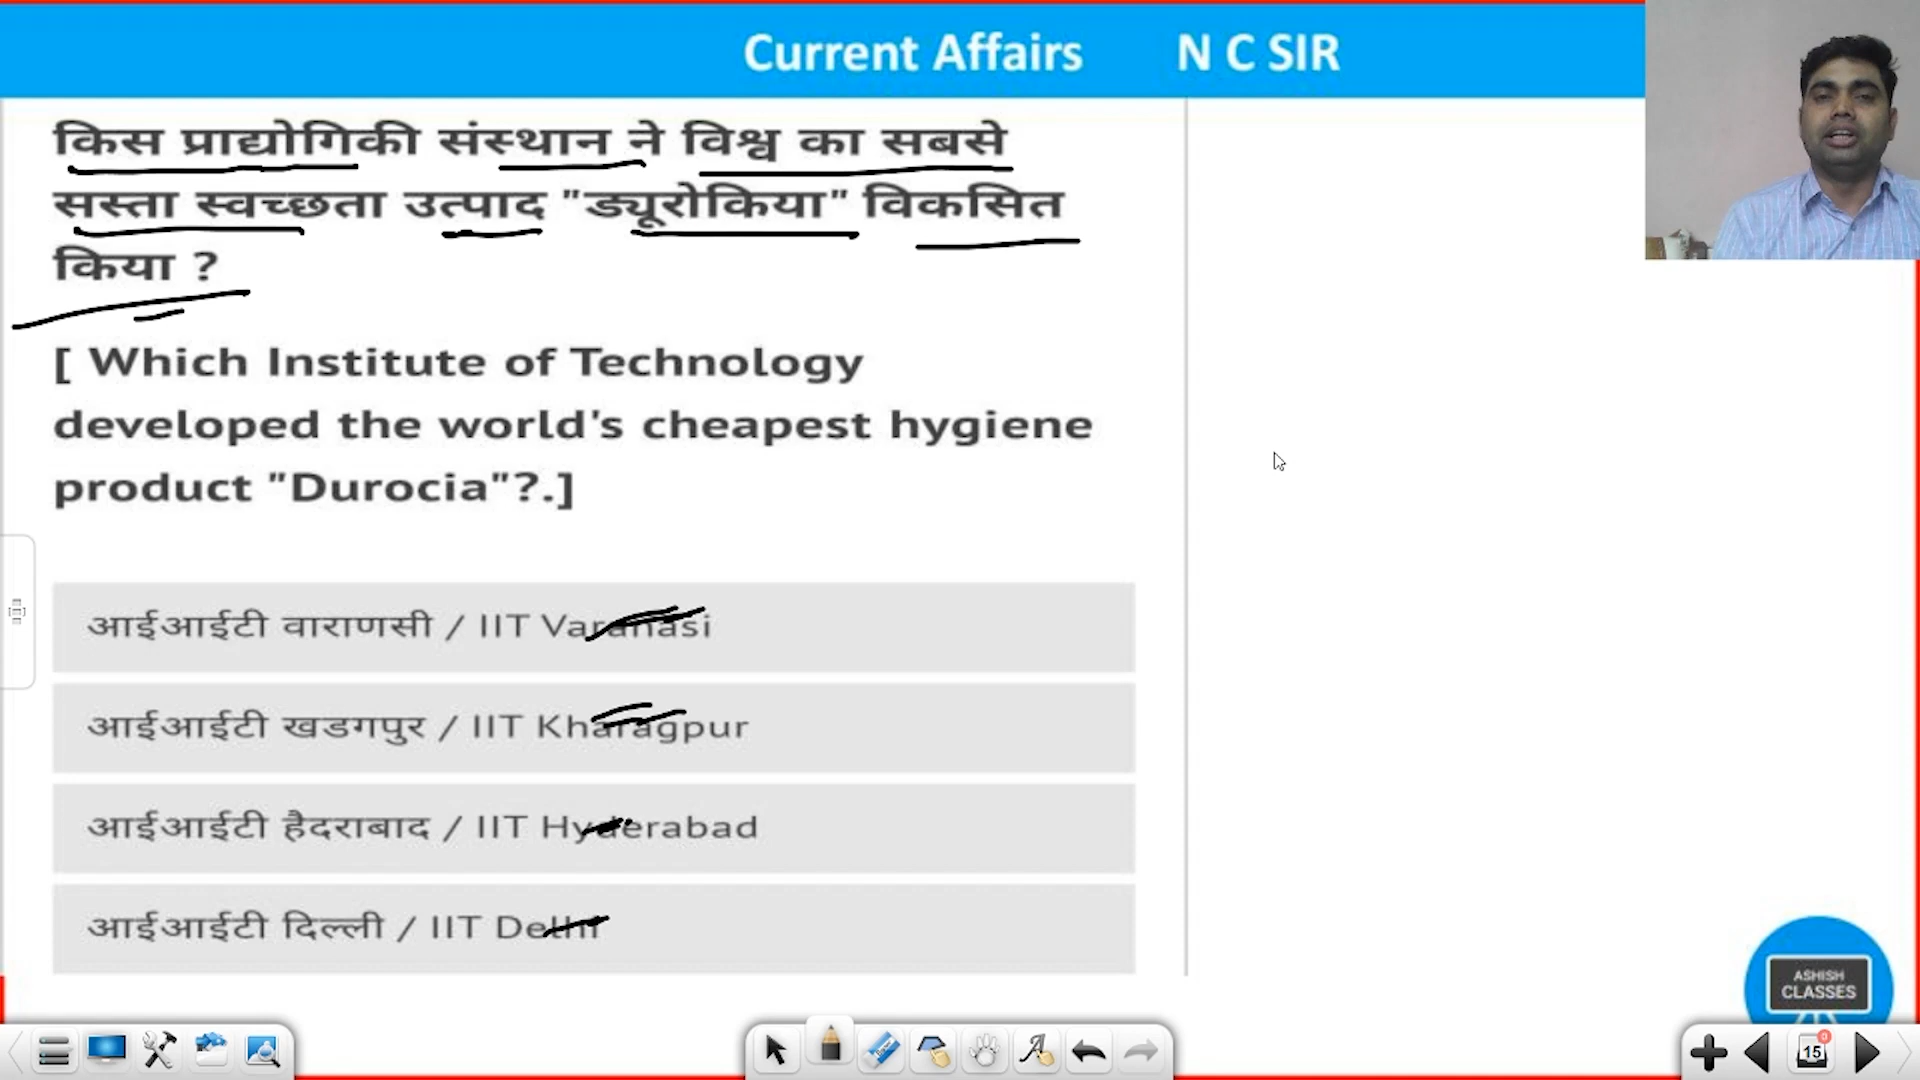 Current Affairs N C SIR
किस प्राद्योगिकी संस्थान ने विश्व का सबसे
सस्ता स्वच्छता उत्पाद "ड्यूरोकिया" विकसित
किया ?
[ Which Institute of Technology
developed the world's cheapest hygiene
product "Durocia"?.]
आईआईटी वाराणसी / IIT Varanasi
आईआईटी खडगपुर / IIT Kharagpur
आईआईटी हैदराबाद / IIT Hyderabad
आईआईटी दिल्ली / IIT Delhi
ASHISH
CLASSES
15
0